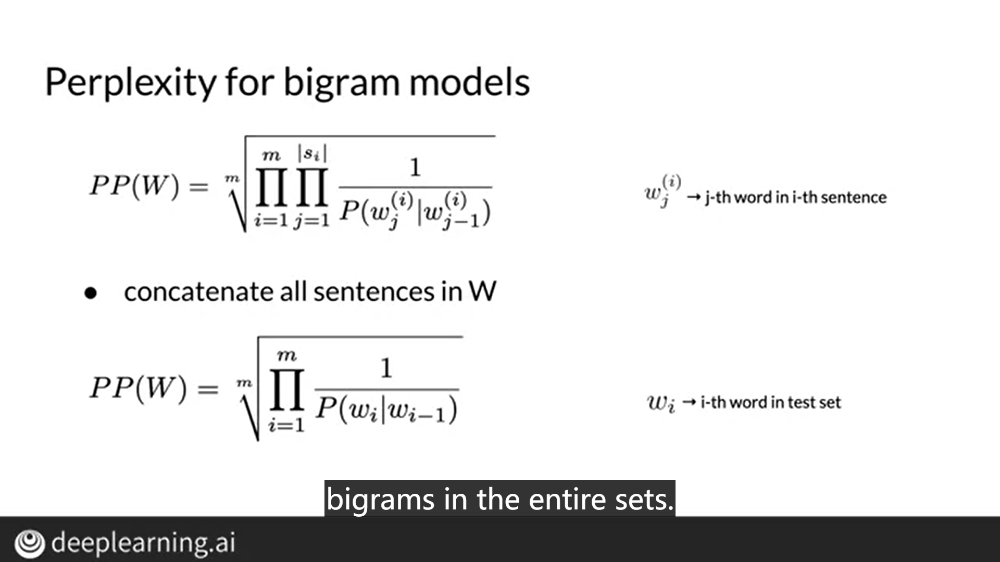 Perplexity for bigram models
$PP(W) = \sqrt[m]{\prod_{i=1}^{m} \prod_{j=1}^{|s_i|} \frac{1}{P(w_j^{(i)}|w_{j-1}^{(i)})}}$
$w_j^{(i)}$ → j-th word in i-th sentence
● concatenate all sentences in W
$PP(W) = \sqrt[m]{\prod_{i=1}^{m} \frac{1}{P(w_i|w_{i-1})}}$
$w_i$ → i-th word in test set
bigrams in the entire sets.
deeplearning.ai